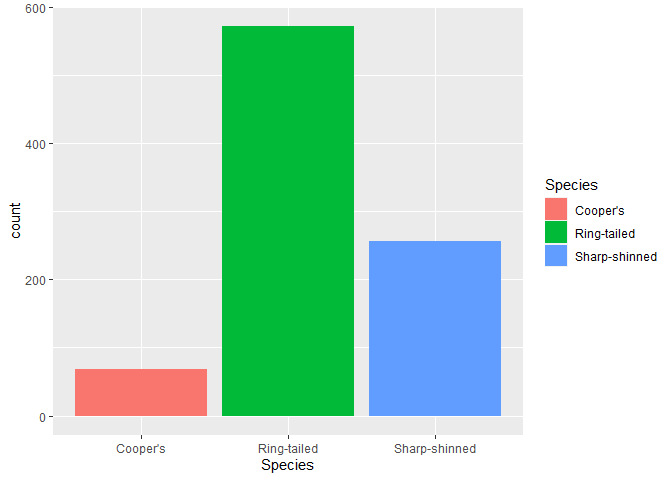 600
400
200
0
count
Cooper's
Ring-tailed
Sharp-shinned
Species
Species
Cooper's
Ring-tailed
Sharp-shinned